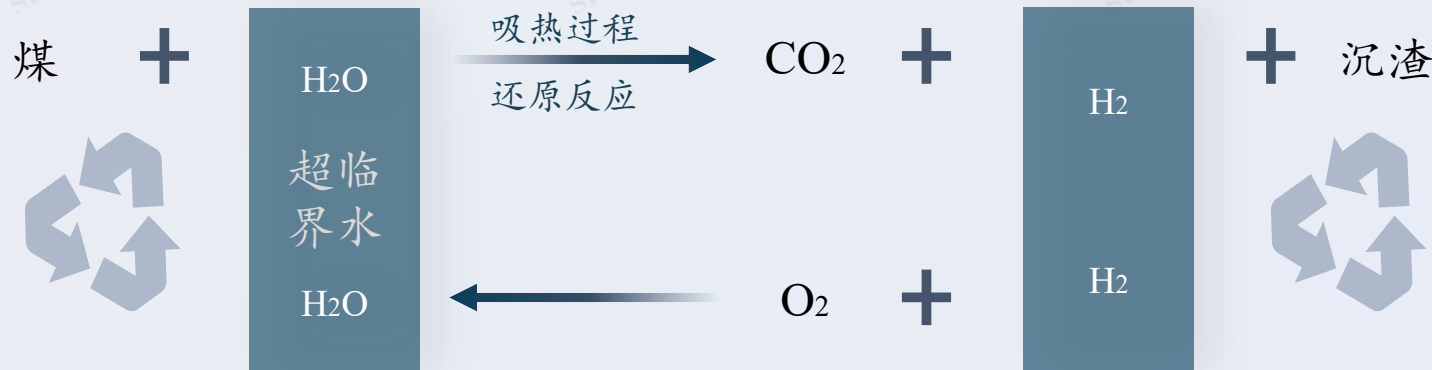 煤 + H2O 吸热过程 还原反应 CO2 + H2 + 沉渣
超临
界水
H2O O2 + H2